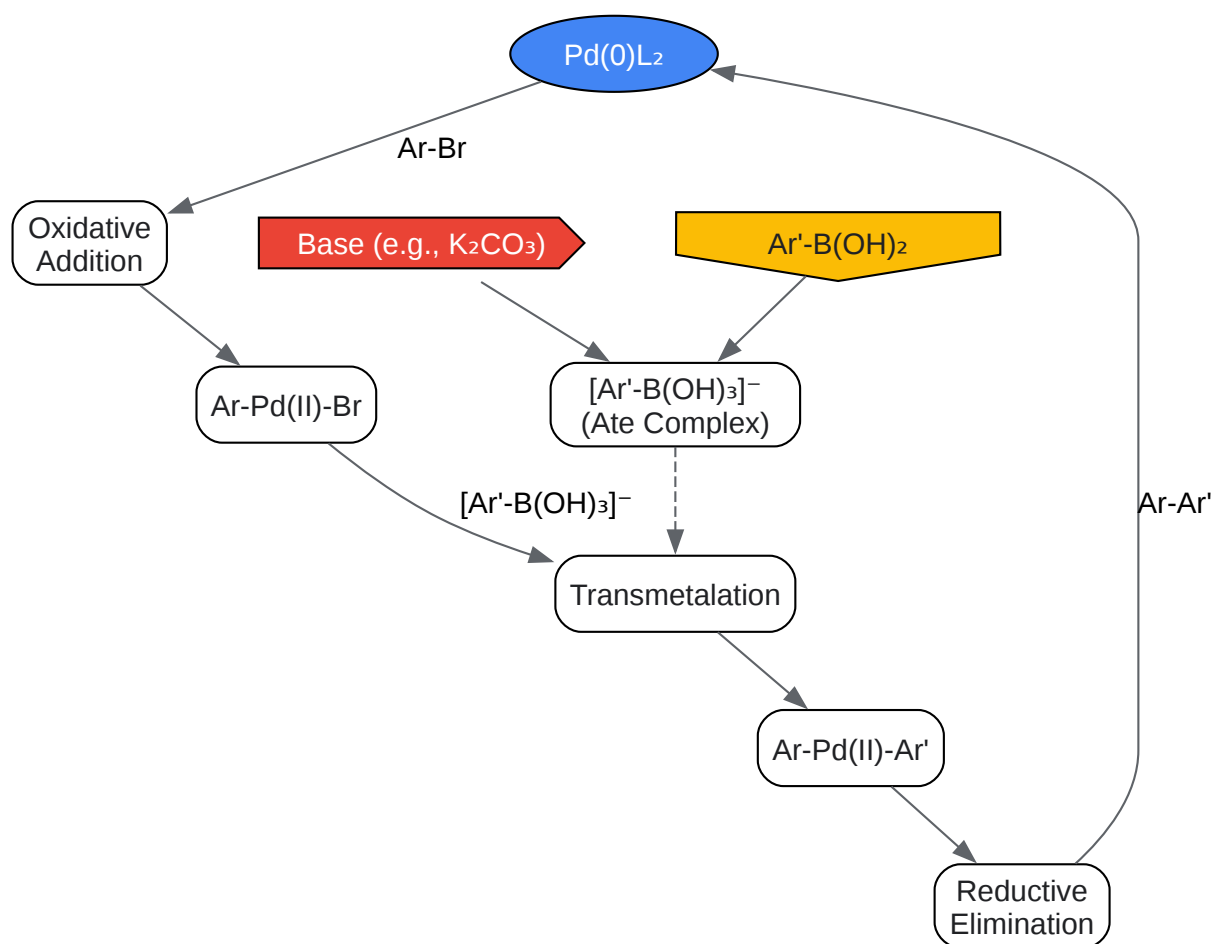 Pd(0)L₂
Ar-Br
Oxidative
Addition
Base (e.g., K₂CO₃)
Ar'-B(OH)₂
Ar-Pd(II)-Br
[Ar'-B(OH)₃]⁻
(Ate Complex)
[Ar'-B(OH)₃]⁻
Ar-Ar'
Transmetalation
Ar-Pd(II)-Ar'
Reductive
Elimination